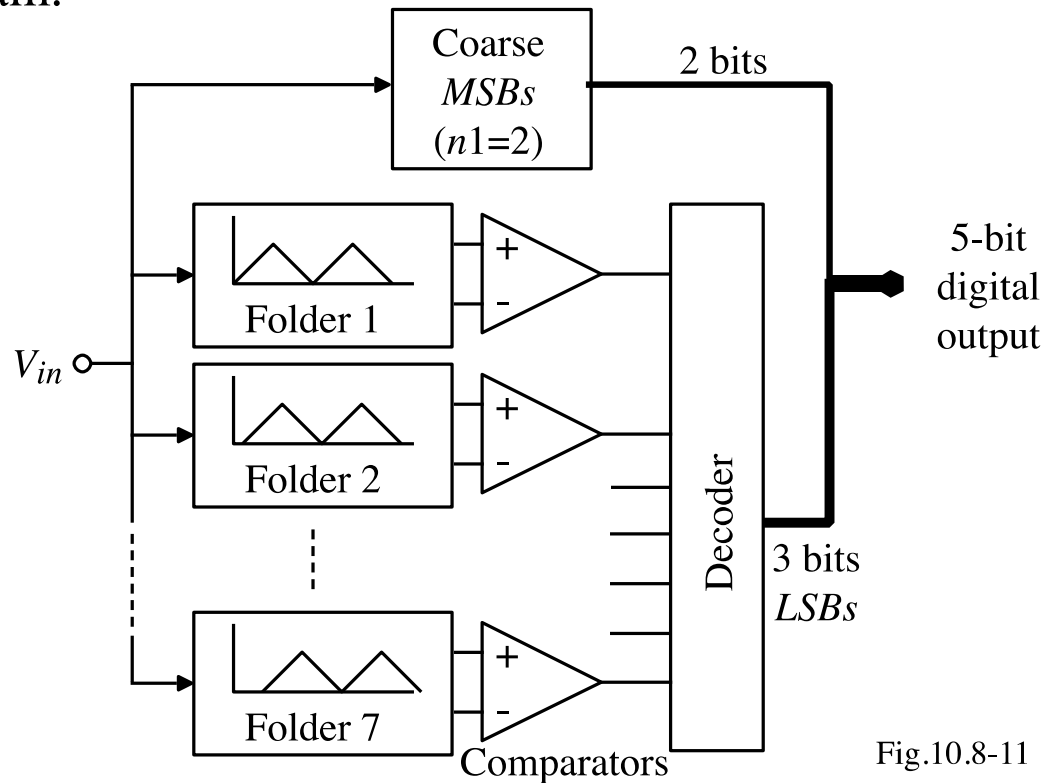 Coarse
MSBs
(n1=2)
2 bits
Folder 1
+
-
5-bit
digital
output
Vin
Folder 2
+
-
Decoder
3 bits
LSBs
Folder 7
+
-
Comparators
Fig.10.8-11